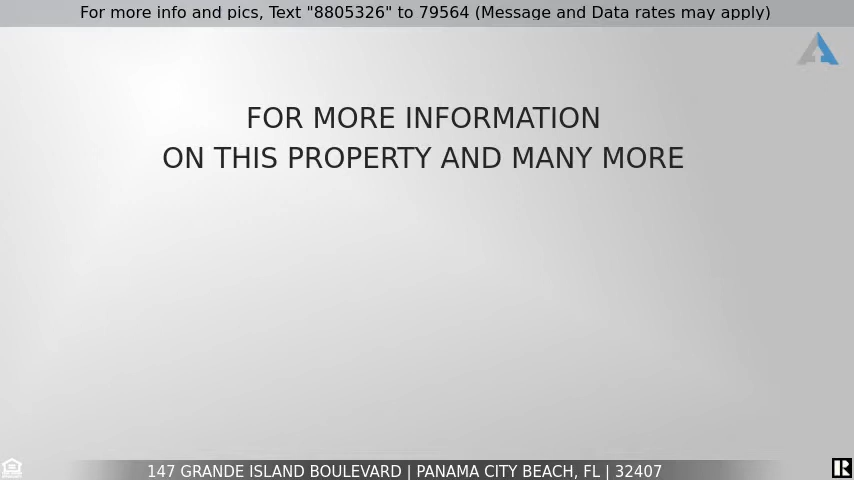 For more info and pics, Text "8805326" to 79564 (Message and Data rates may apply)
FOR MORE INFORMATION
ON THIS PROPERTY AND MANY MORE
147 GRANDE ISLAND BOULEVARD | PANAMA CITY BEACH, FL | 32407